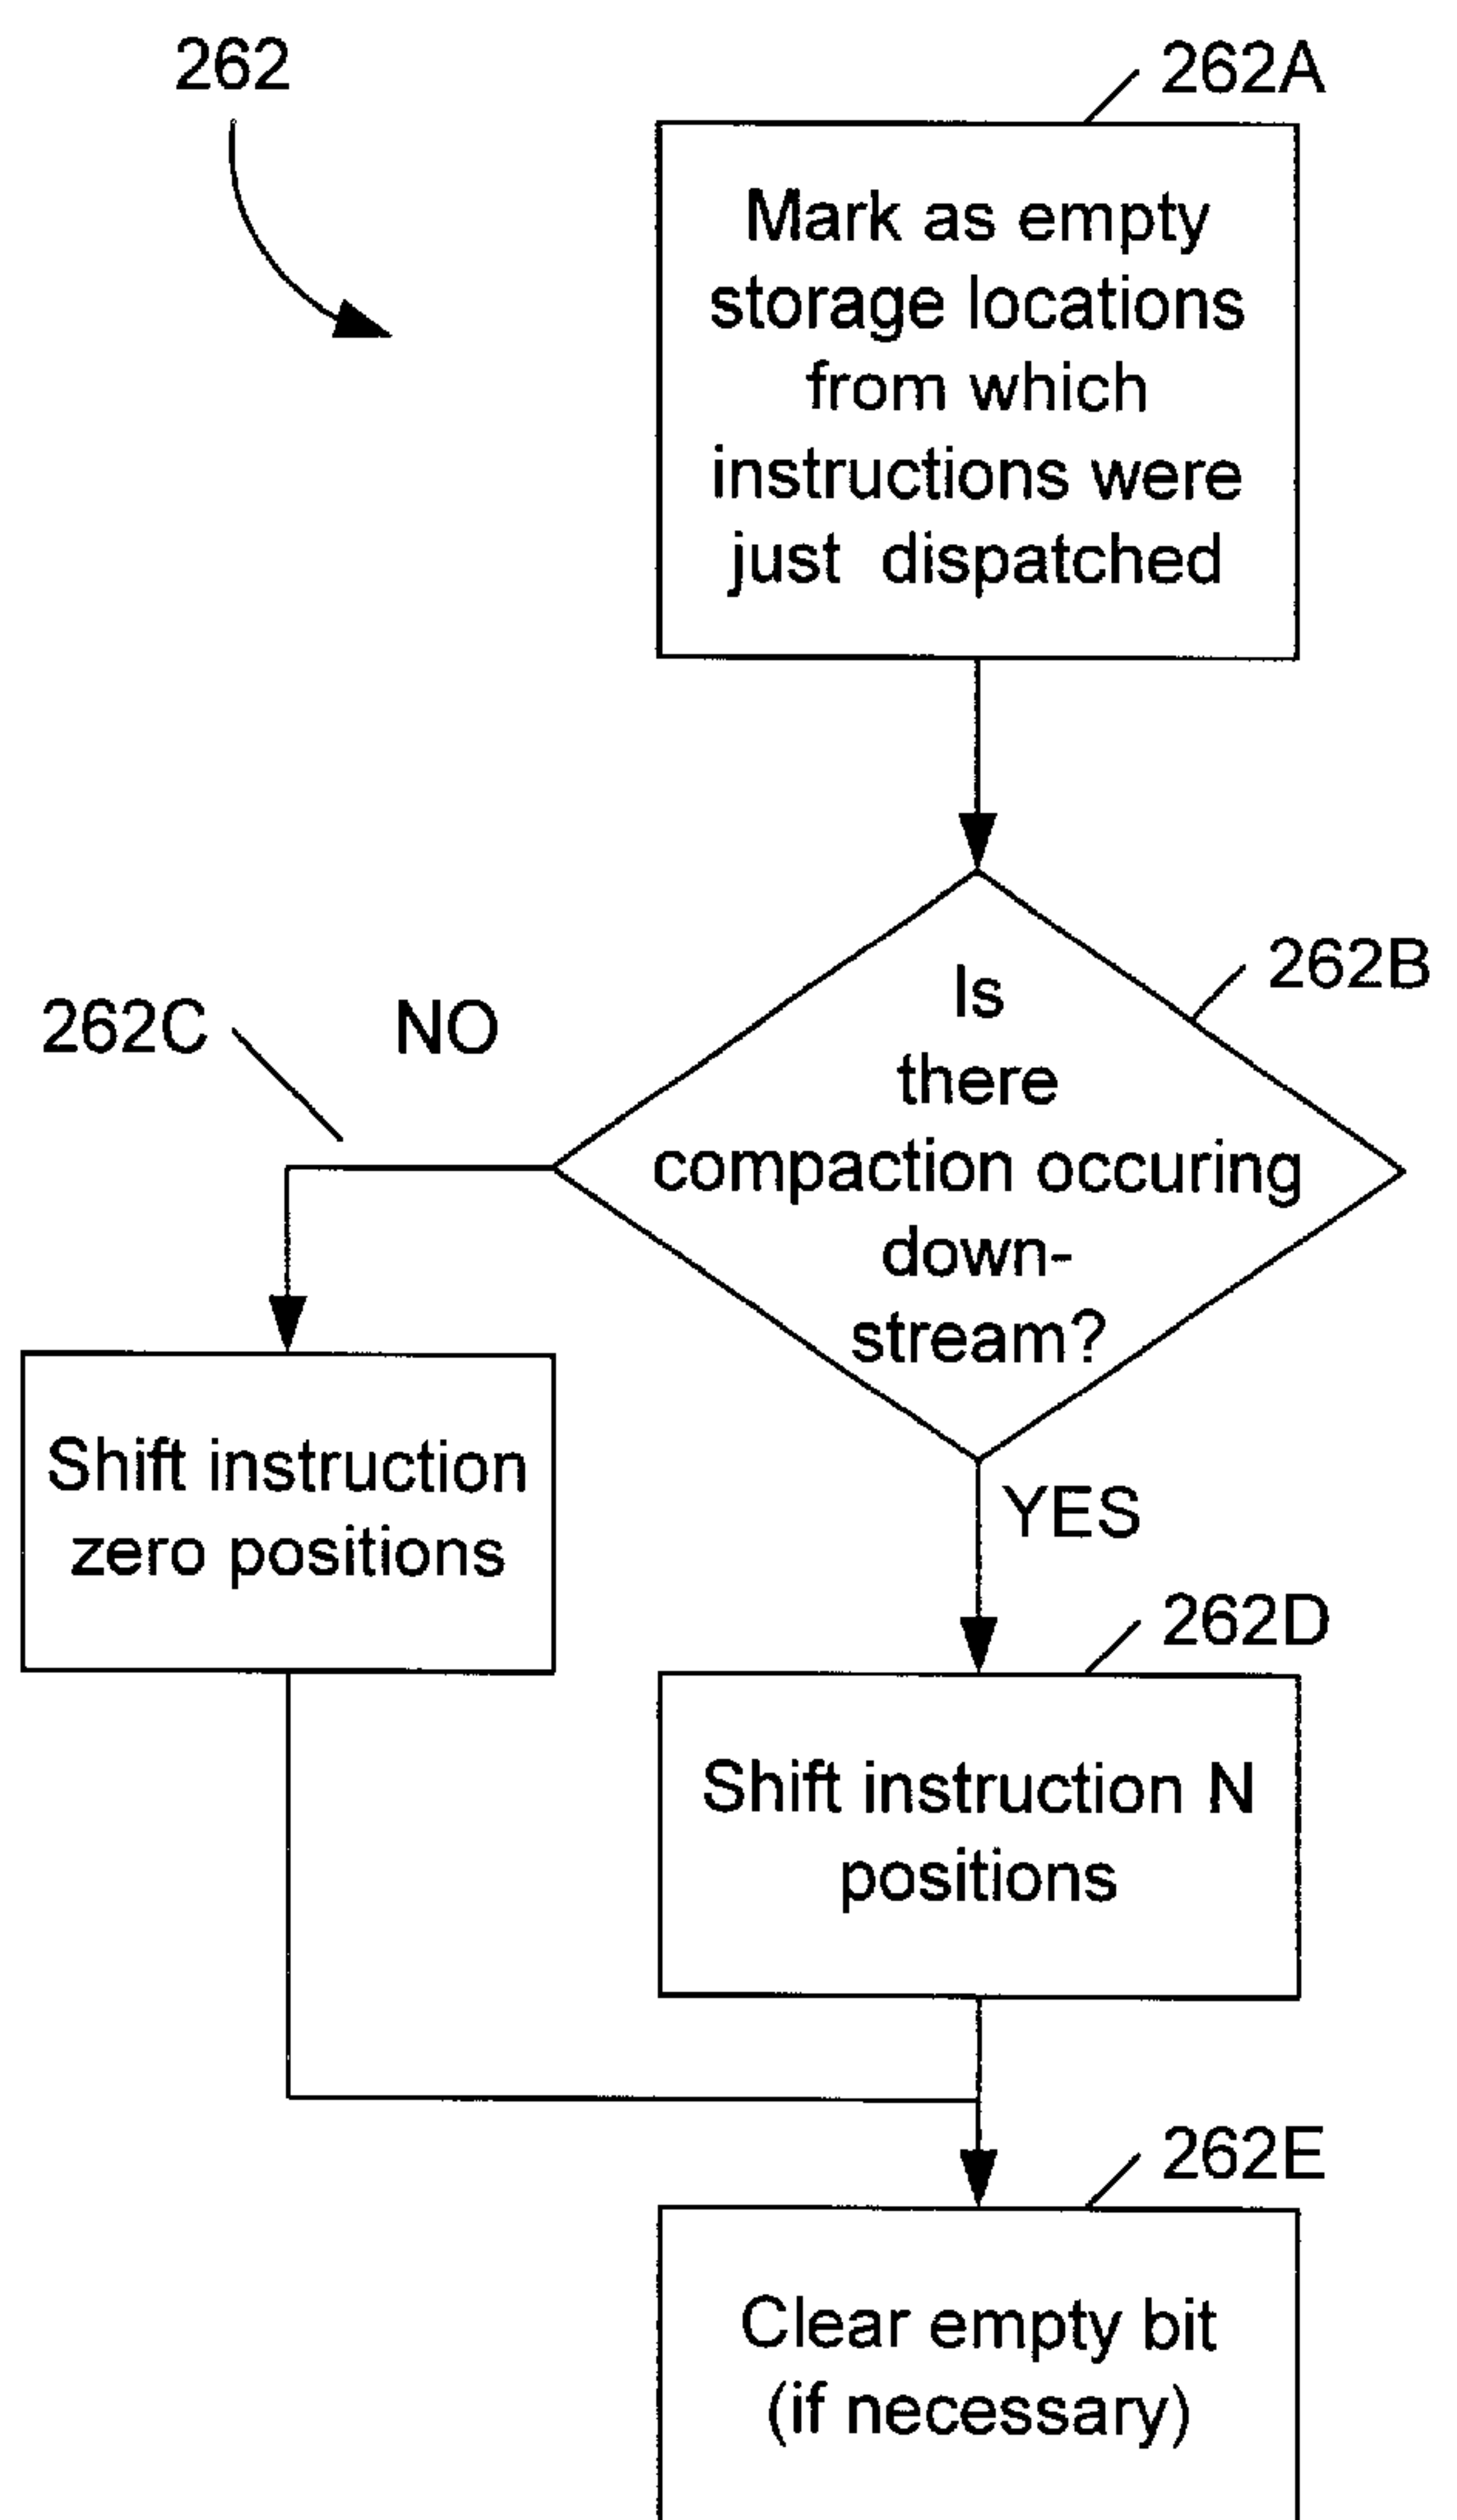 262
262A
Mark as empty
storage locations
from which
instructions were
just dispatched
262B
Is
there
compaction occuring
down-
stream?
262C
NO
YES
Shift instruction
zero positions
262D
Shift instruction N
positions
262E
Clear empty bit
(if necessary)